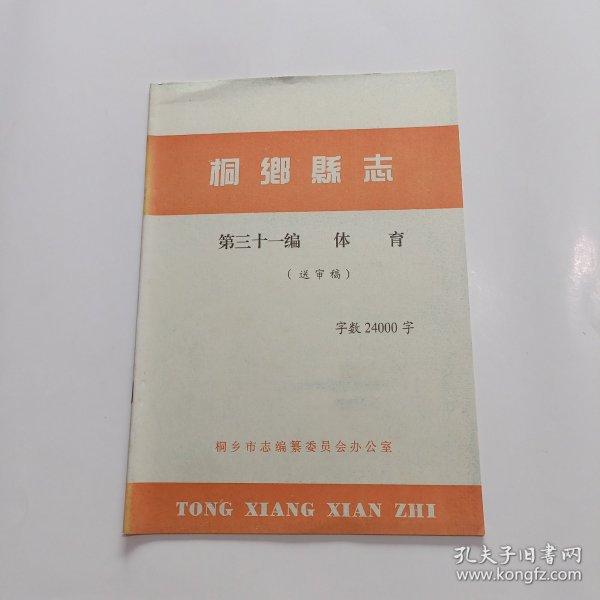 桐鄉縣志
第三十一编 体 育
（送审稿）
字数 24000 字
桐乡市志编纂委员会办公室
TONG XIANG XIAN ZHI
孔夫子旧书网
www.kongfz.com